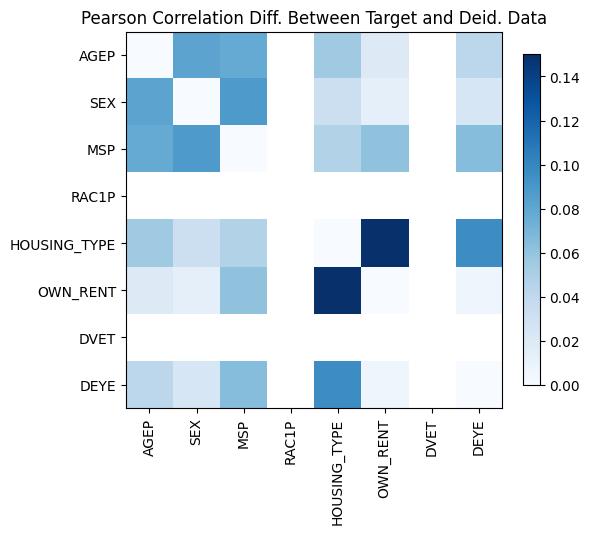 Pearson Correlation Diff. Between Target and Deid. Data
AGEP
SEX
MSP
RAC1P
HOUSING_TYPE
OWN_RENT
DVET
DEYE
AGEP
SEX
MSP
RAC1P
HOUSING_TYPE
OWN_RENT
DVET
DEYE
0.14
0.12
0.10
0.08
0.06
0.04
0.02
0.00